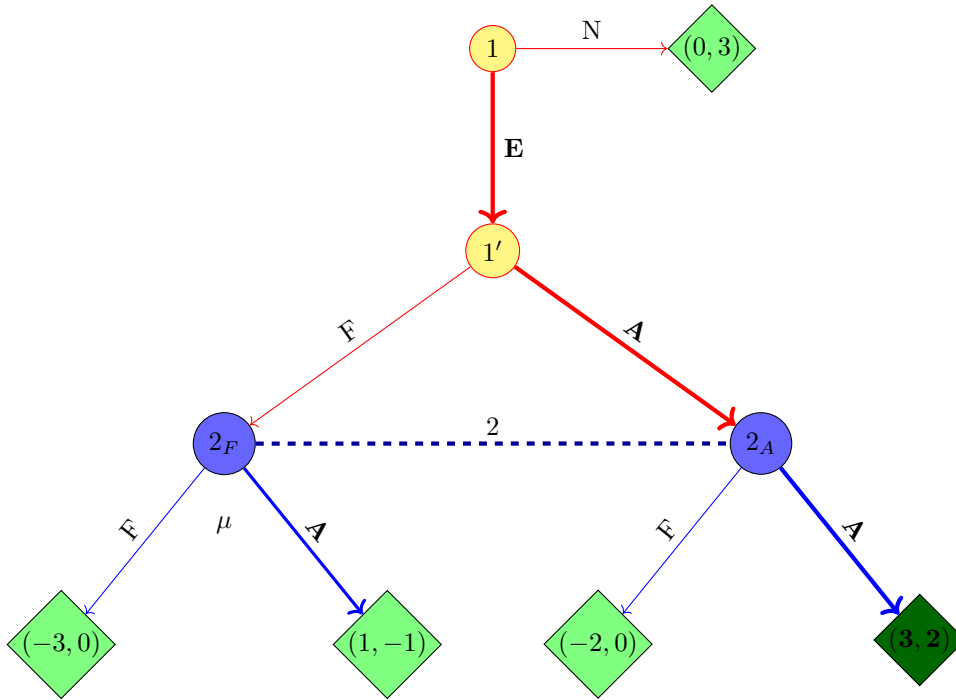 1
N
(0, 3)
E
1′
F
A
2_F
2
2_A
F
μ
A
F
A
(−3, 0)
(1, −1)
(−2, 0)
(3, 2)